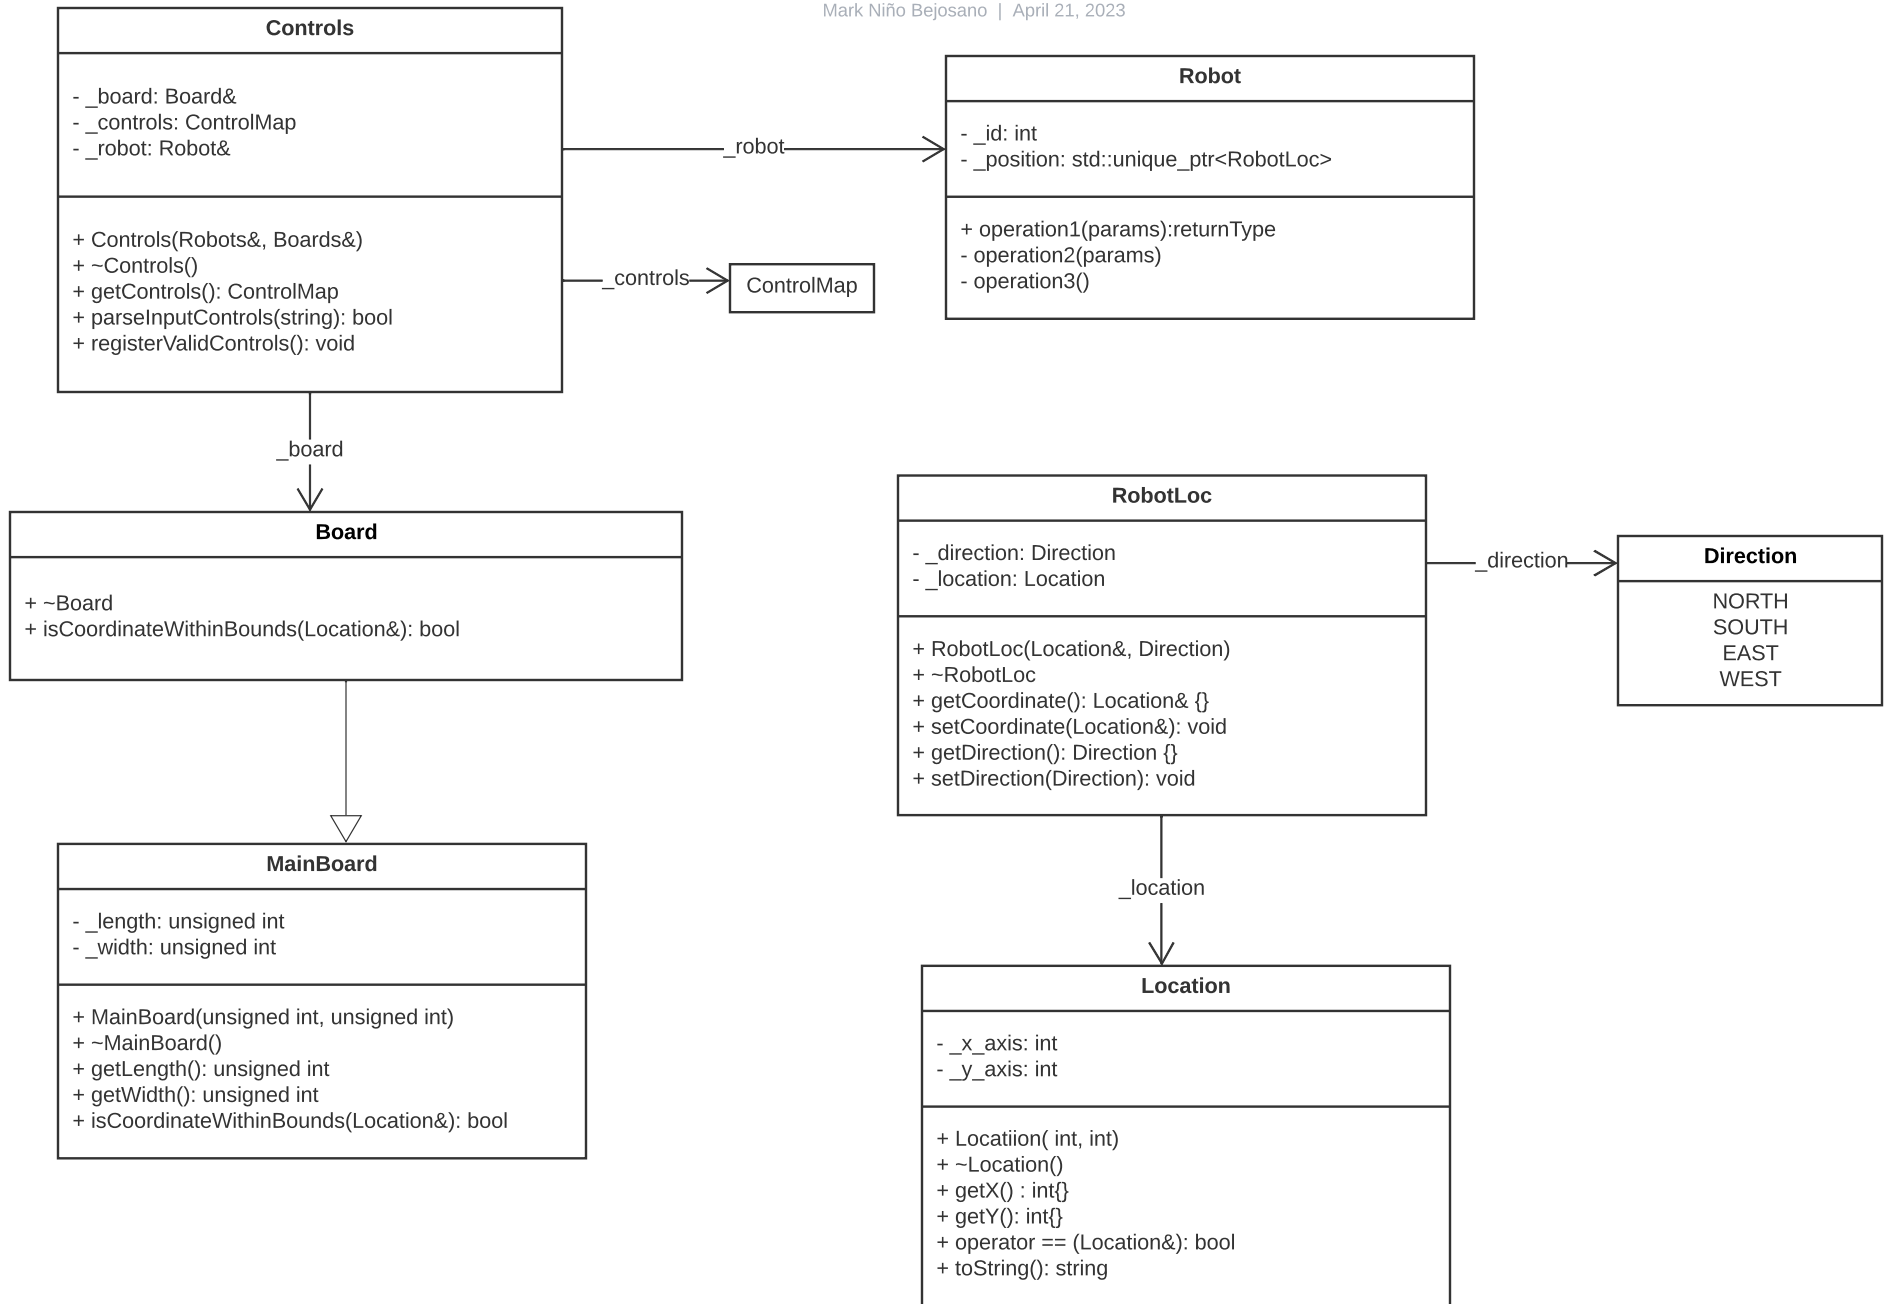 Mark Niño Bejosano | April 21, 2023
Controls
- _board: Board&
- _controls: ControlMap
- _robot: Robot&
+ Controls(Robots&, Boards&)
+ ~Controls()
+ getControls(): ControlMap
+ parseInputControls(string): bool
+ registerValidControls(): void
_robot
Robot
- _id: int
- _position: std::unique_ptr<RobotLoc>
+ operation1(params):returnType
- operation2(params)
- operation3()
_controls
ControlMap
_board
Board
+ ~Board
+ isCoordinateWithinBounds(Location&): bool
MainBoard
- _length: unsigned int
- _width: unsigned int
+ MainBoard(unsigned int, unsigned int)
+ ~MainBoard()
+ getLength(): unsigned int
+ getWidth(): unsigned int
+ isCoordinateWithinBounds(Location&): bool
RobotLoc
- _direction: Direction
- _location: Location
+ RobotLoc(Location&, Direction)
+ ~RobotLoc
+ getCoordinate(): Location& {}
+ setCoordinate(Location&): void
+ getDirection(): Direction {}
+ setDirection(Direction): void
_direction
Direction
NORTH
SOUTH
EAST
WEST
_location
Location
- _x_axis: int
- _y_axis: int
+ Locatiion( int, int)
+ ~Location()
+ getX() : int{}
+ getY(): int{}
+ operator == (Location&): bool
+ toString(): string